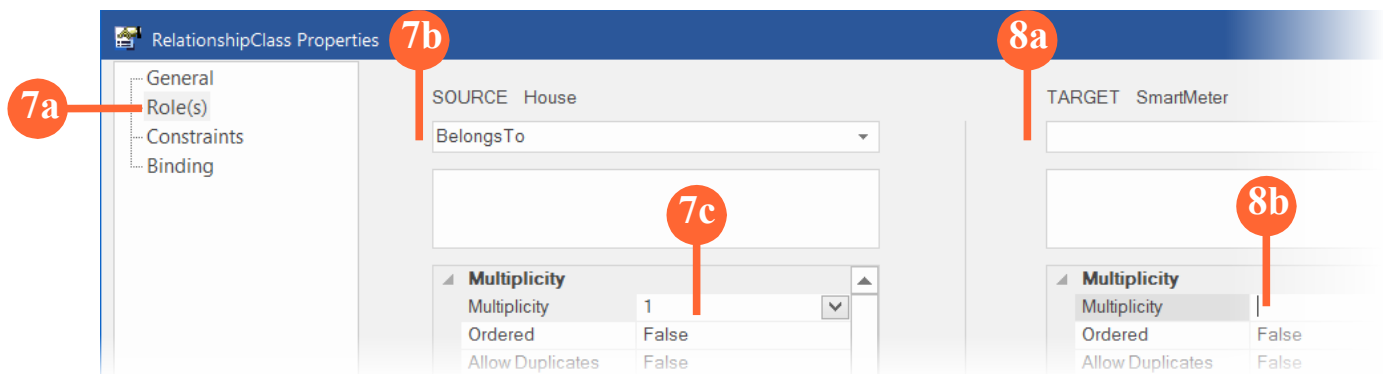 RelationshipClass Properties
7b
8a
General
7a
Role(s)
Constraints
Binding
SOURCE House
BelongsTo
7c
Multiplicity
Multiplicity 1
Ordered False
Allow Duplicates False
TARGET SmartMeter
8b
Multiplicity
Multiplicity
Ordered False
Allow Duplicates False